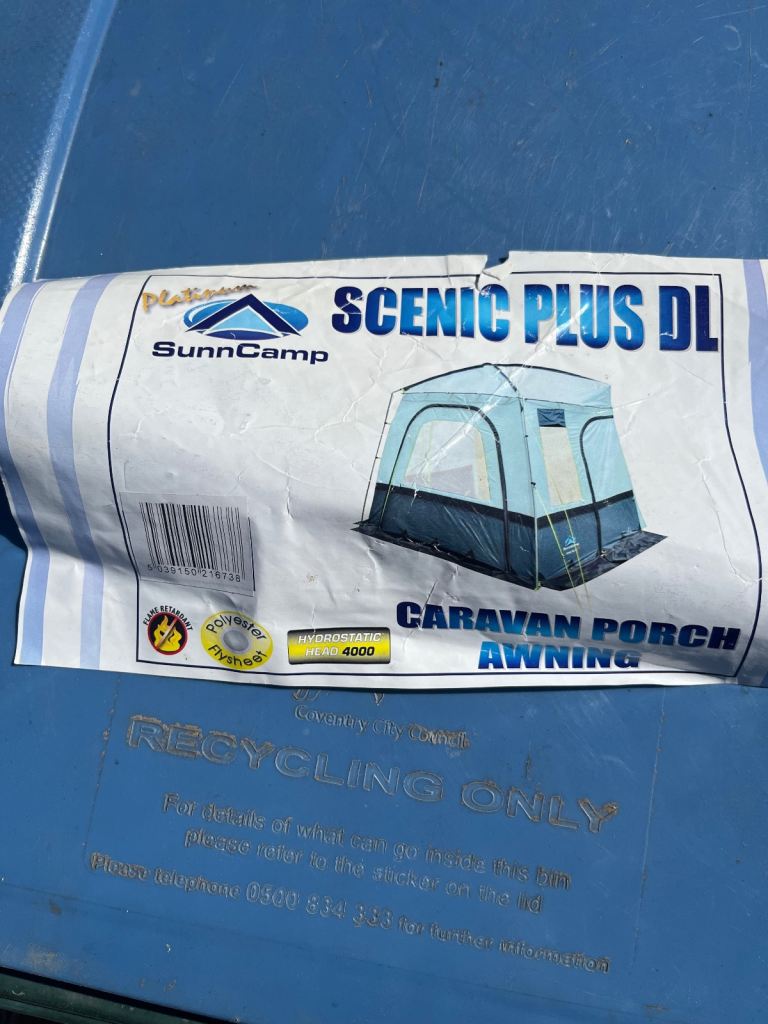 Platinum
SunnCamp
SCENIC PLUS DL
5 039150 216738
FLAME RETARDANT
Polyester
Flysheet
HYDROSTATIC
HEAD 4000
CARAVAN PORCH
AWNING
Coventry City Council
RECYCLING ONLY
For details of what can go inside this bin
please refer to the sticker on the lid
Please telephone 0500 834 333 for further information